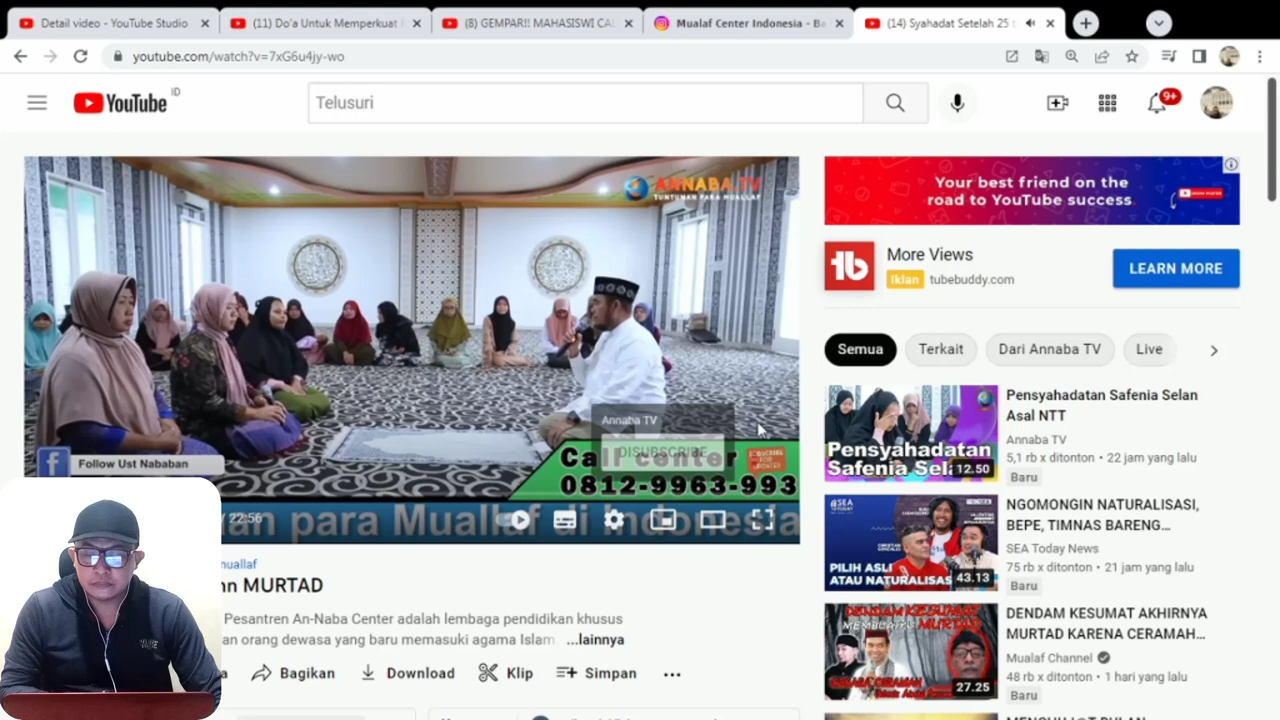 Detail video - YouTube Studio
(11) Do'a Untuk Memperkuat
(8) GEMPAR!! MAHASISWI CA
Mualaf Center Indonesia - Ba
(14) Syahadat Setelah 25 t
youtube.com/watch?v=7xG6u4jy-wo
YouTube ID
Telusuri
9+
ANNABA.TV
TUNTUNAN PARA MUALLAF
Annaba TV
DISUBSCRIBE
Call center
0812-9963-993
Follow Ust Nababan
/ 22:56
para Muallaf di Indonesia
muallaf
nn MURTAD
Pesantren An-Naba Center adalah lembaga pendidikan khusus
an orang dewasa yang baru memasuki agama Islam ...lainnya
a Bagikan Download Klip Simpan ...
Your best friend on the
road to YouTube success
tb
More Views
Iklan tubebuddy.com
LEARN MORE
Semua Terkait Dari Annaba TV Live
Pensyahadatan
Safenia Sela
12.50
Pensyahadatan Safenia Selan
Asal NTT
Annaba TV
5,1 rb x ditonton • 22 jam yang lalu
Baru
SEA
PILIH ASLI
ATAU NATURALISAS
43.13
NGOMONGIN NATURALISASI,
BEPE, TIMNAS BARENG...
SEA Today News
75 rb x ditonton • 21 jam yang lalu
Baru
DENDAM KESUMAT
MURTAD
27.25
DENDAM KESUMAT AKHIRNYA
MURTAD KARENA CERAMAH...
Mualaf Channel
48 rb x ditonton • 1 hari yang lalu
Baru